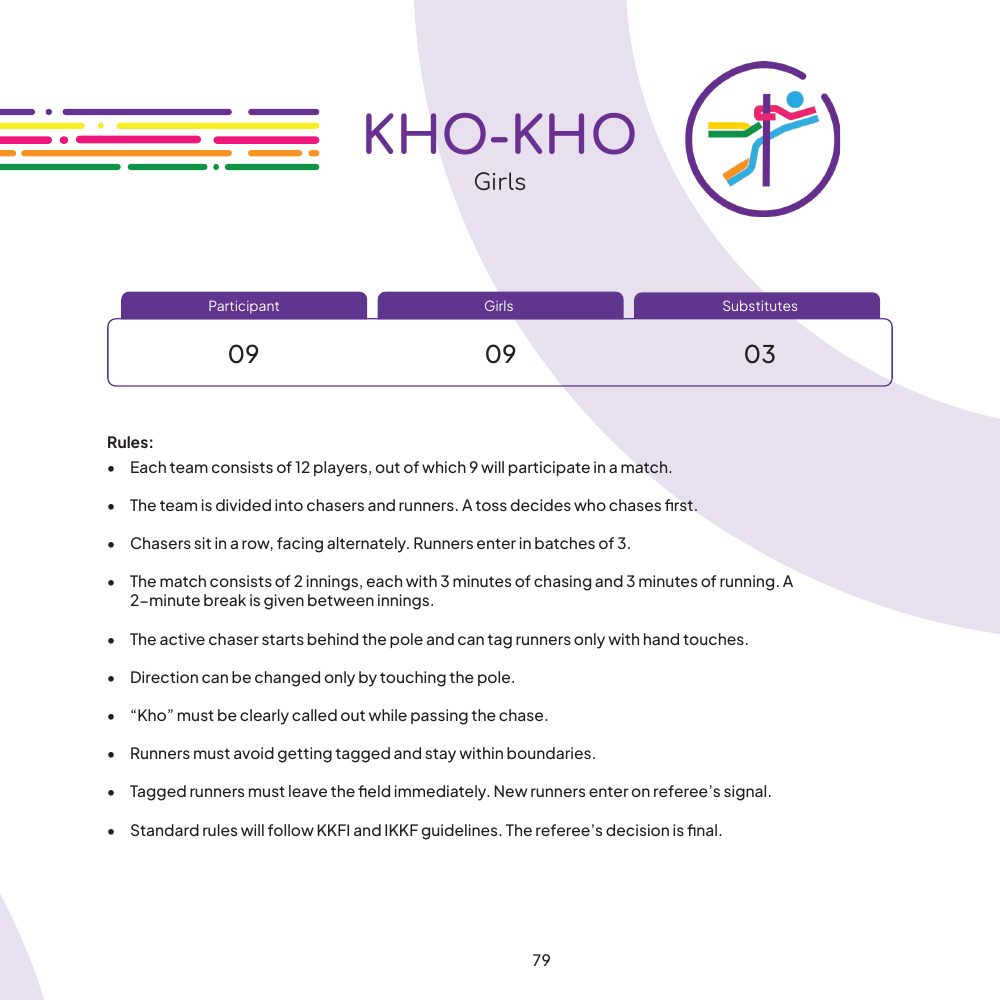 KHO-KHO
Girls
Participant
Girls
Substitutes
09
09
03
Rules:
• Each team consists of 12 players, out of which 9 will participate in a match.
• The team is divided into chasers and runners. A toss decides who chases first.
• Chasers sit in a row, facing alternately. Runners enter in batches of 3.
• The match consists of 2 innings, each with 3 minutes of chasing and 3 minutes of running. A
2–minute break is given between innings.
• The active chaser starts behind the pole and can tag runners only with hand touches.
• Direction can be changed only by touching the pole.
• “Kho” must be clearly called out while passing the chase.
• Runners must avoid getting tagged and stay within boundaries.
• Tagged runners must leave the field immediately. New runners enter on referee’s signal.
• Standard rules will follow KKFI and IKKF guidelines. The referee’s decision is final.
79